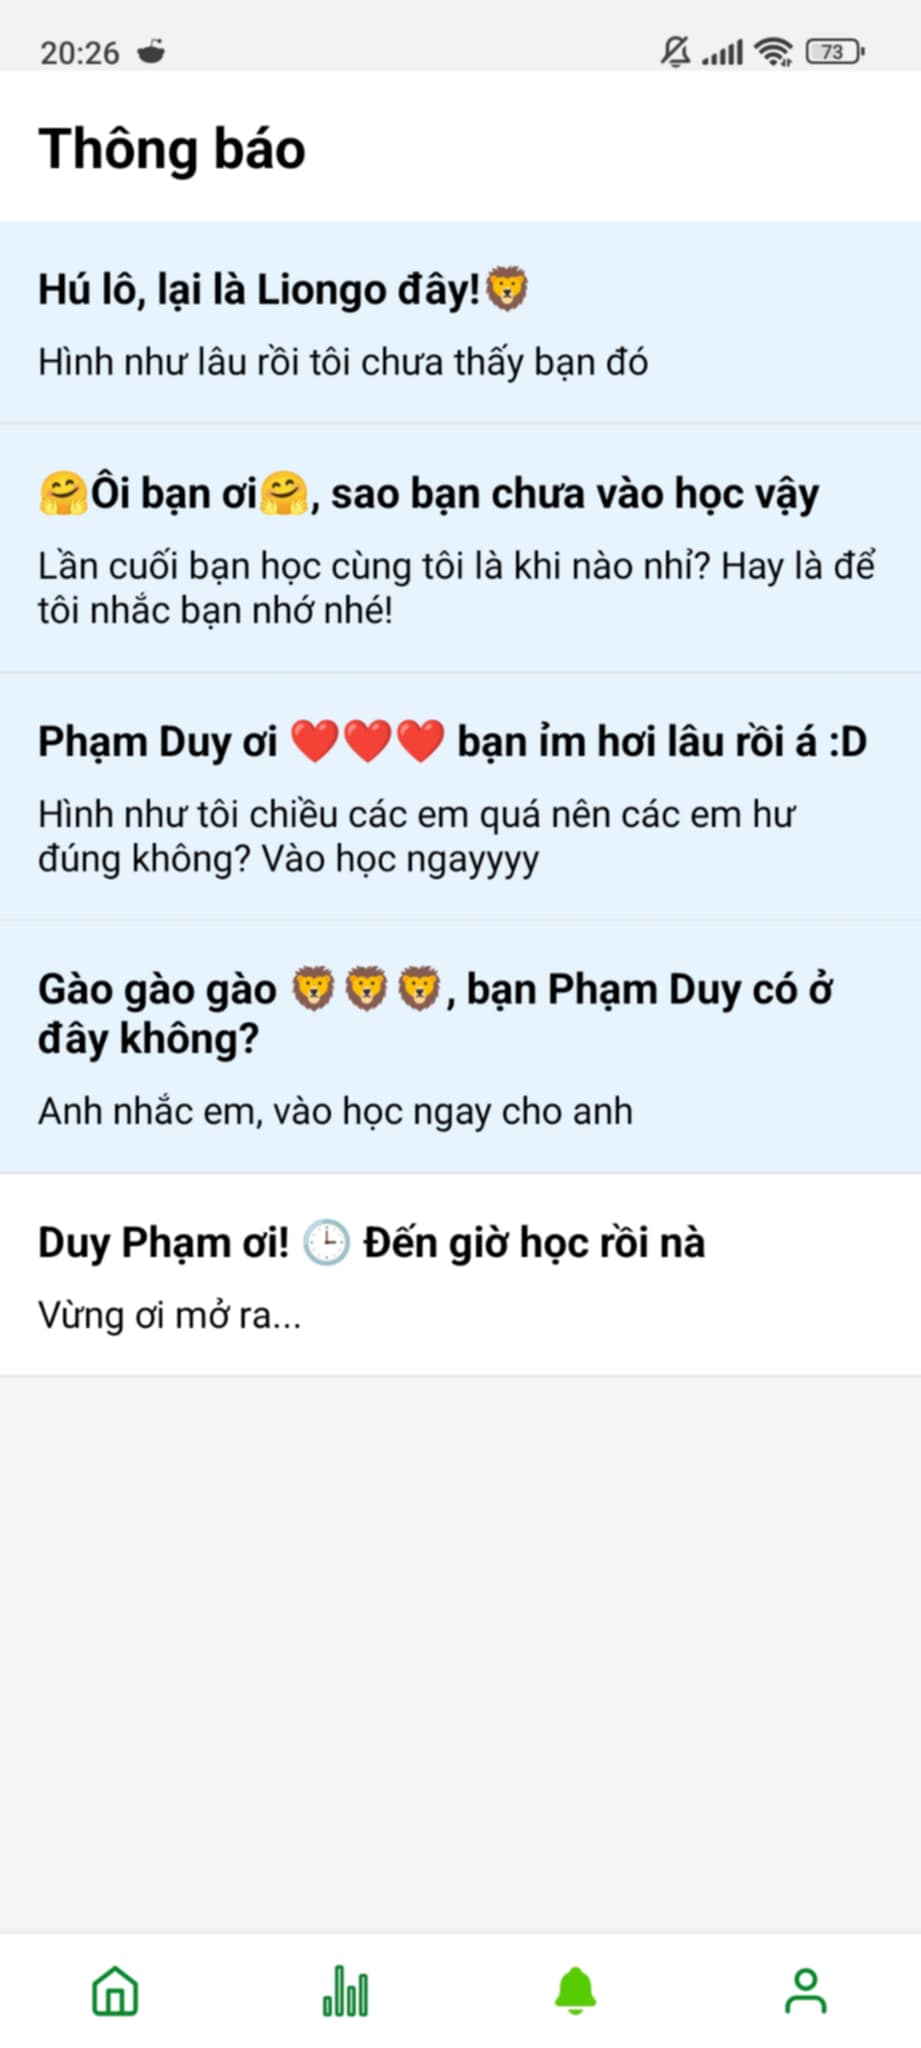 20:26
73
Thông báo
Hú lô, lại là Liongo đây!🦁
Hình như lâu rồi tôi chưa thấy bạn đó
🤗Ôi bạn ơi🤗, sao bạn chưa vào học vậy
Lần cuối bạn học cùng tôi là khi nào nhỉ? Hay là để
tôi nhắc bạn nhớ nhé!
Phạm Duy ơi ❤️❤️❤️ bạn ỉm hơi lâu rồi á :D
Hình như tôi chiều các em quá nên các em hư
đúng không? Vào học ngayyyy
Gào gào gào 🦁🦁🦁, bạn Phạm Duy có ở
đây không?
Anh nhắc em, vào học ngay cho anh
Duy Phạm ơi! 🕒 Đến giờ học rồi nà
Vừng ơi mở ra...